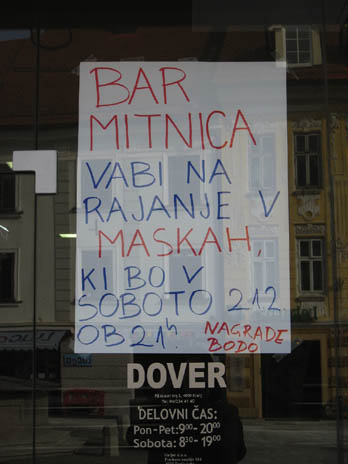 BAR
MITNICA
VABI NA
RAJANJE V
MASKAH,
KI BO V
SOBOTO 21.2.
OB 21h.
NAGRADE
BODO
DOVER
DELOVNI ČAS:
Pon-Pet: 9⁰⁰ - 20⁰⁰
Sobota: 8³⁰ - 19⁰⁰